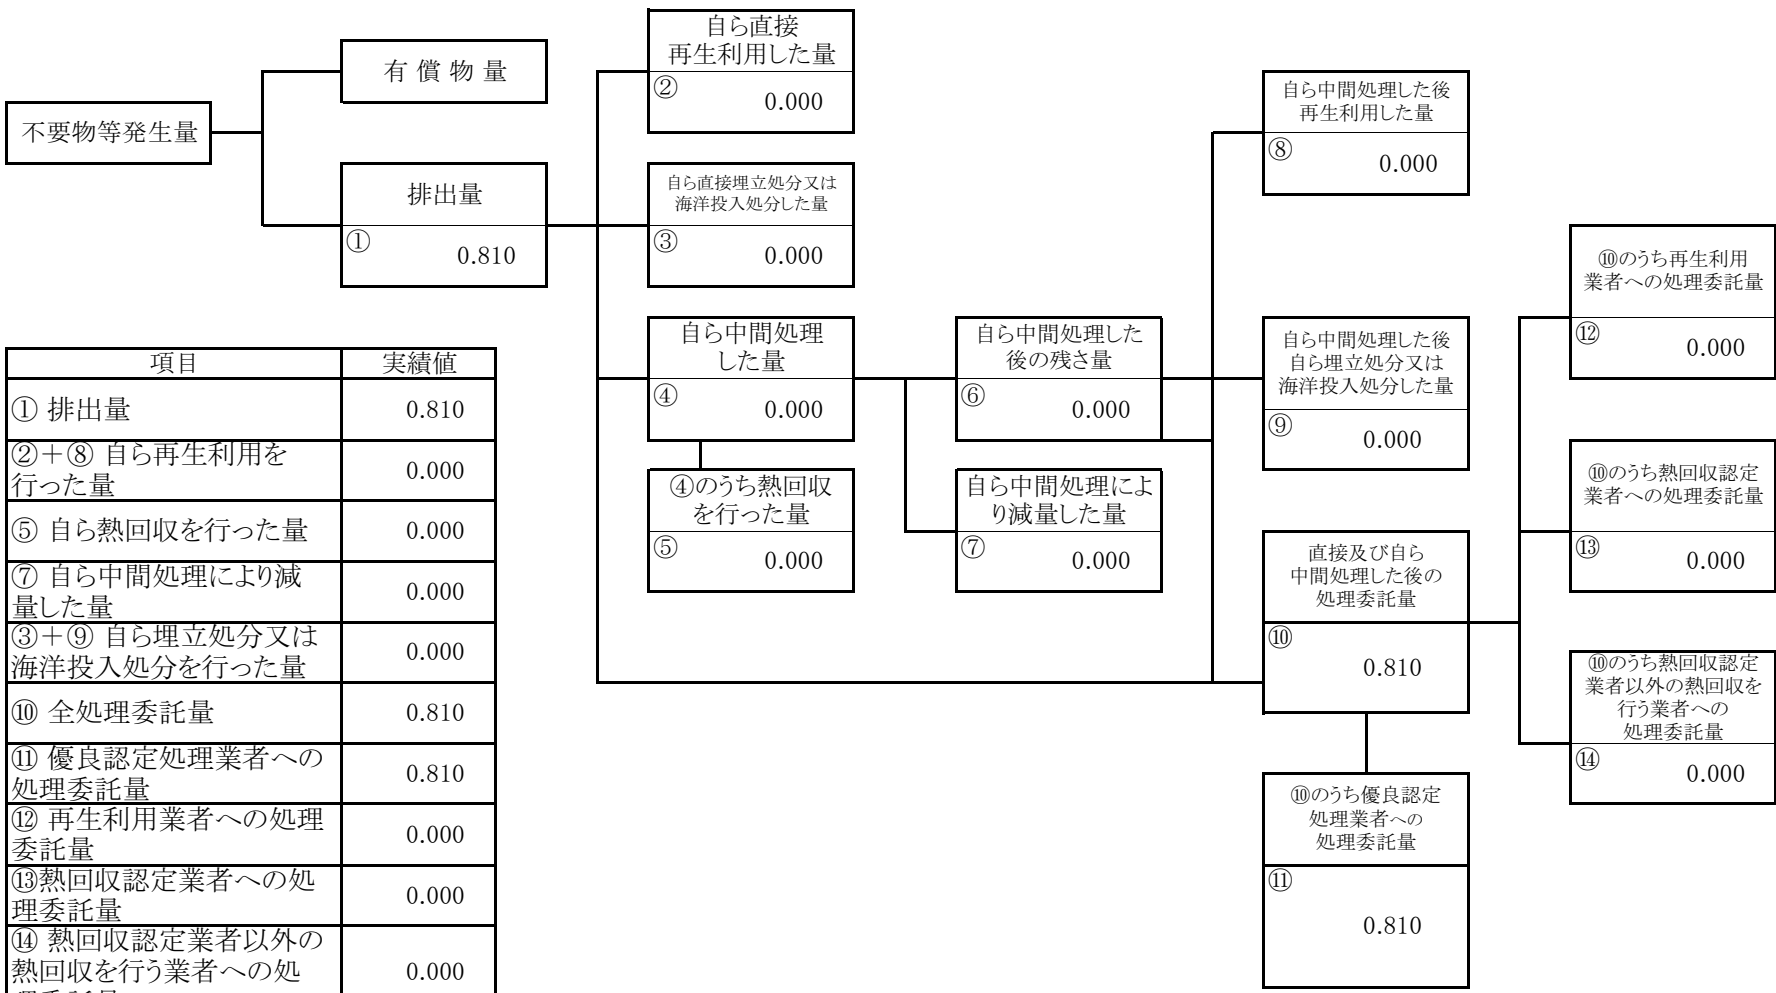 不要物等発生量
有 償 物 量
排出量
①
0.810
自ら直接
再生利用した量
②
0.000
自ら直接埋立処分又は
海洋投入処分した量
③
0.000
自ら中間処理
した量
④
0.000
④のうち熱回収
を行った量
⑤
0.000
自ら中間処理した
後の残さ量
⑥
0.000
自ら中間処理によ
り減量した量
⑦
0.000
自ら中間処理した後
再生利用した量
⑧
0.000
自ら中間処理した後
自ら埋立処分又は
海洋投入処分した量
⑨
0.000
直接及び自ら
中間処理した後の
処理委託量
⑩
0.810
⑩のうち優良認定
処理業者への
処理委託量
⑪
0.810
⑩のうち再生利用
業者への処理委託量
⑫
0.000
⑩のうち熱回収認定
業者への処理委託量
⑬
0.000
⑩のうち熱回収認定
業者以外の熱回収を
行う業者への
処理委託量
⑭
0.000
項目 実績値
① 排出量 0.810
②＋⑧ 自ら再生利用を
行った量 0.000
⑤ 自ら熱回収を行った量 0.000
⑦ 自ら中間処理により減
量した量 0.000
③＋⑨ 自ら埋立処分又は
海洋投入処分を行った量 0.000
⑩ 全処理委託量 0.810
⑪ 優良認定処理業者への
処理委託量 0.810
⑫ 再生利用業者への処理
委託量 0.000
⑬熱回収認定業者への処
理委託量 0.000
⑭ 熱回収認定業者以外の
熱回収を行う業者への処 0.000